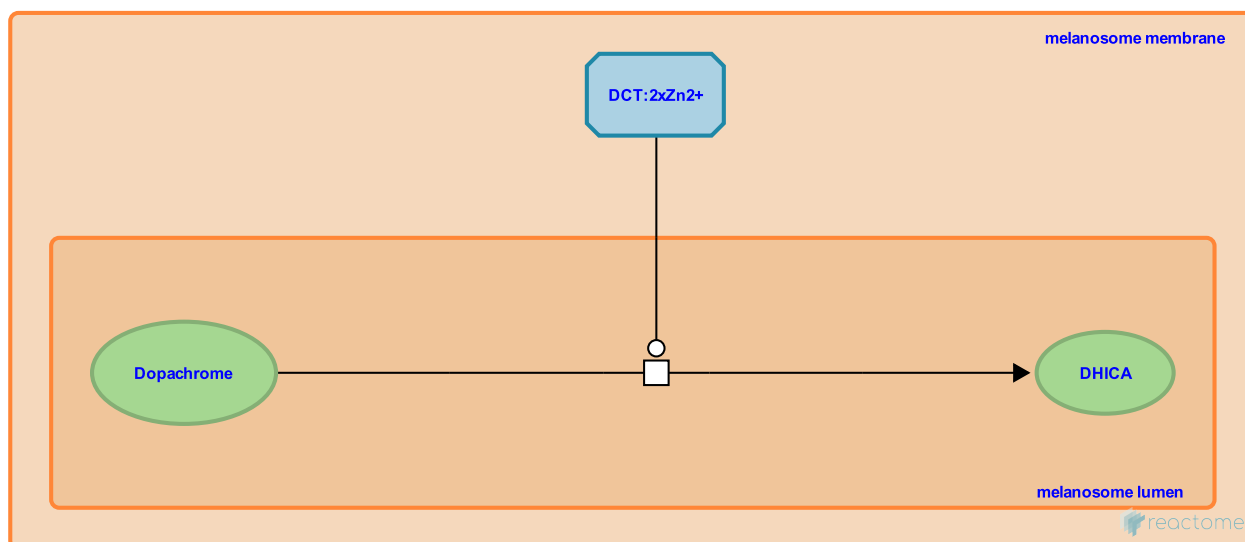 melanosome membrane
DCT:2xZn2+
Dopachrome
DHICA
melanosome lumen
reactome